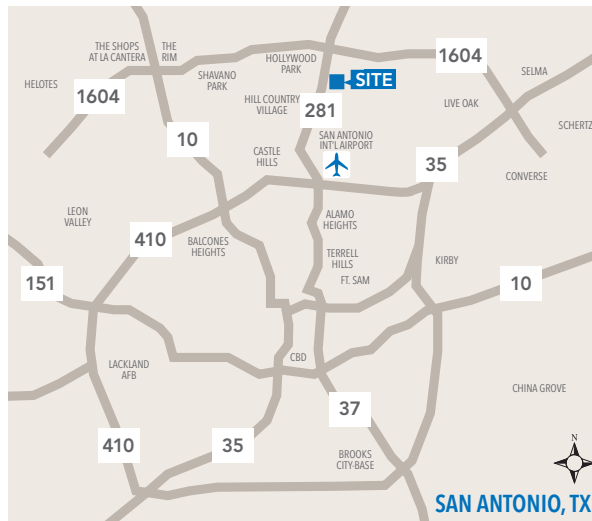 THE SHOPS
AT LA CANTERA
THE
RIM
HOLLYWOOD
PARK
1604
SELMA
HELOTES
1604
SHAVANO
PARK
SITE
HILL COUNTRY
VILLAGE
281
LIVE OAK
SCHERTZ
10
SAN ANTONIO
INT'L AIRPORT
CASTLE
HILLS
35
CONVERSE
LEON
VALLEY
410
BALCONES
HEIGHTS
ALAMO
HEIGHTS
TERRELL
HILLS
FT. SAM
KIRBY
151
10
LACKLAND
AFB
CBD
CHINA GROVE
37
410
35
BROOKS
CITY-BASE
N
SAN ANTONIO, TX